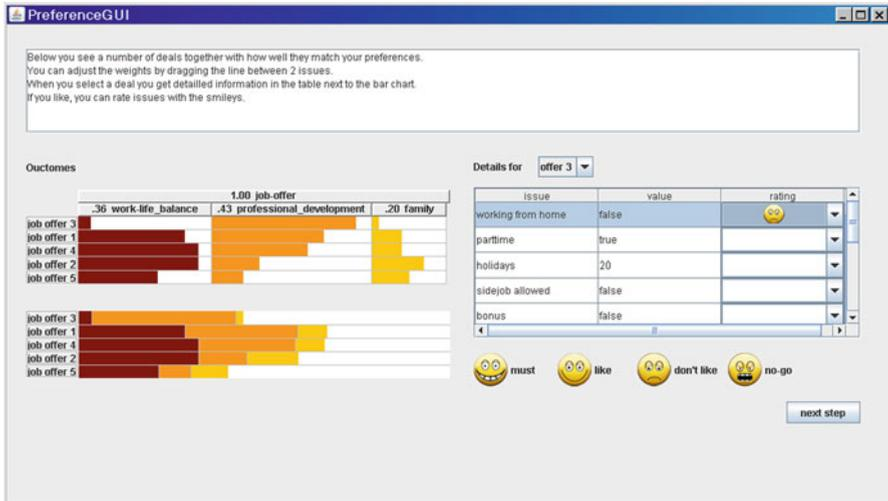 PreferenceGUI
Below you see a number of deals together with how well they match your preferences.
You can adjust the weights by dragging the line between 2 issues.
When you select a deal you get detailled information in the table next to the bar chart.
If you like, you can rate issues with the smileys.
Ouctomes
1.00 job-offer
.36 work-life_balance .43 professional_development .20 family
job offer 3
job offer 1
job offer 4
job offer 2
job offer 5
job offer 3
job offer 1
job offer 4
job offer 2
job offer 5
Details for offer 3
issue value rating
working from home false
parttime true
holidays 20
sidejob allowed false
bonus false
must like don't like no-go
next step